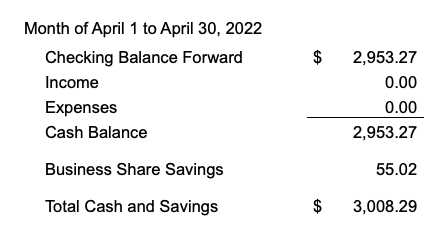 Month of April 1 to April 30, 2022
Checking Balance Forward $ 2,953.27
Income 0.00
Expenses 0.00
Cash Balance 2,953.27
Business Share Savings 55.02
Total Cash and Savings $ 3,008.29